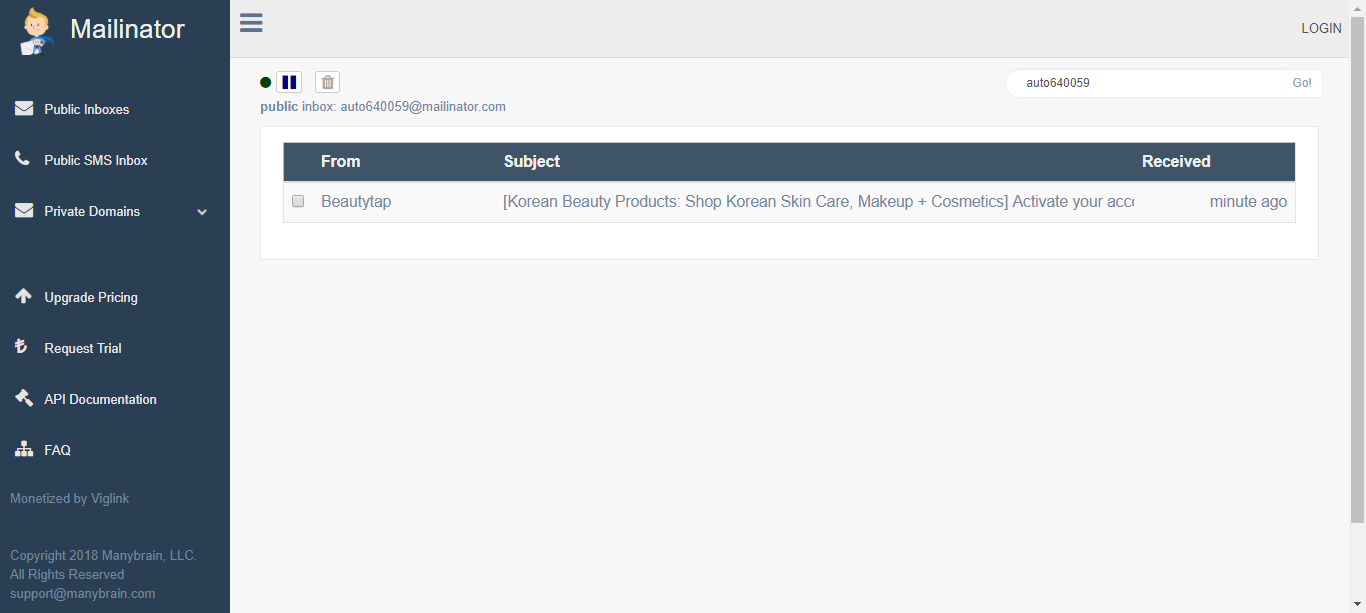 Mailinator
LOGIN
auto640059
Go!
public inbox: auto640059@mailinator.com
Public Inboxes
Public SMS Inbox
Private Domains
From Subject Received
Beautytap [Korean Beauty Products: Shop Korean Skin Care, Makeup + Cosmetics] Activate your minute ago
Upgrade Pricing
Request Trial
API Documentation
FAQ
Monetized by Viglink
Copyright 2018 Manybrain, LLC.
All Rights Reserved
support@manybrain.com